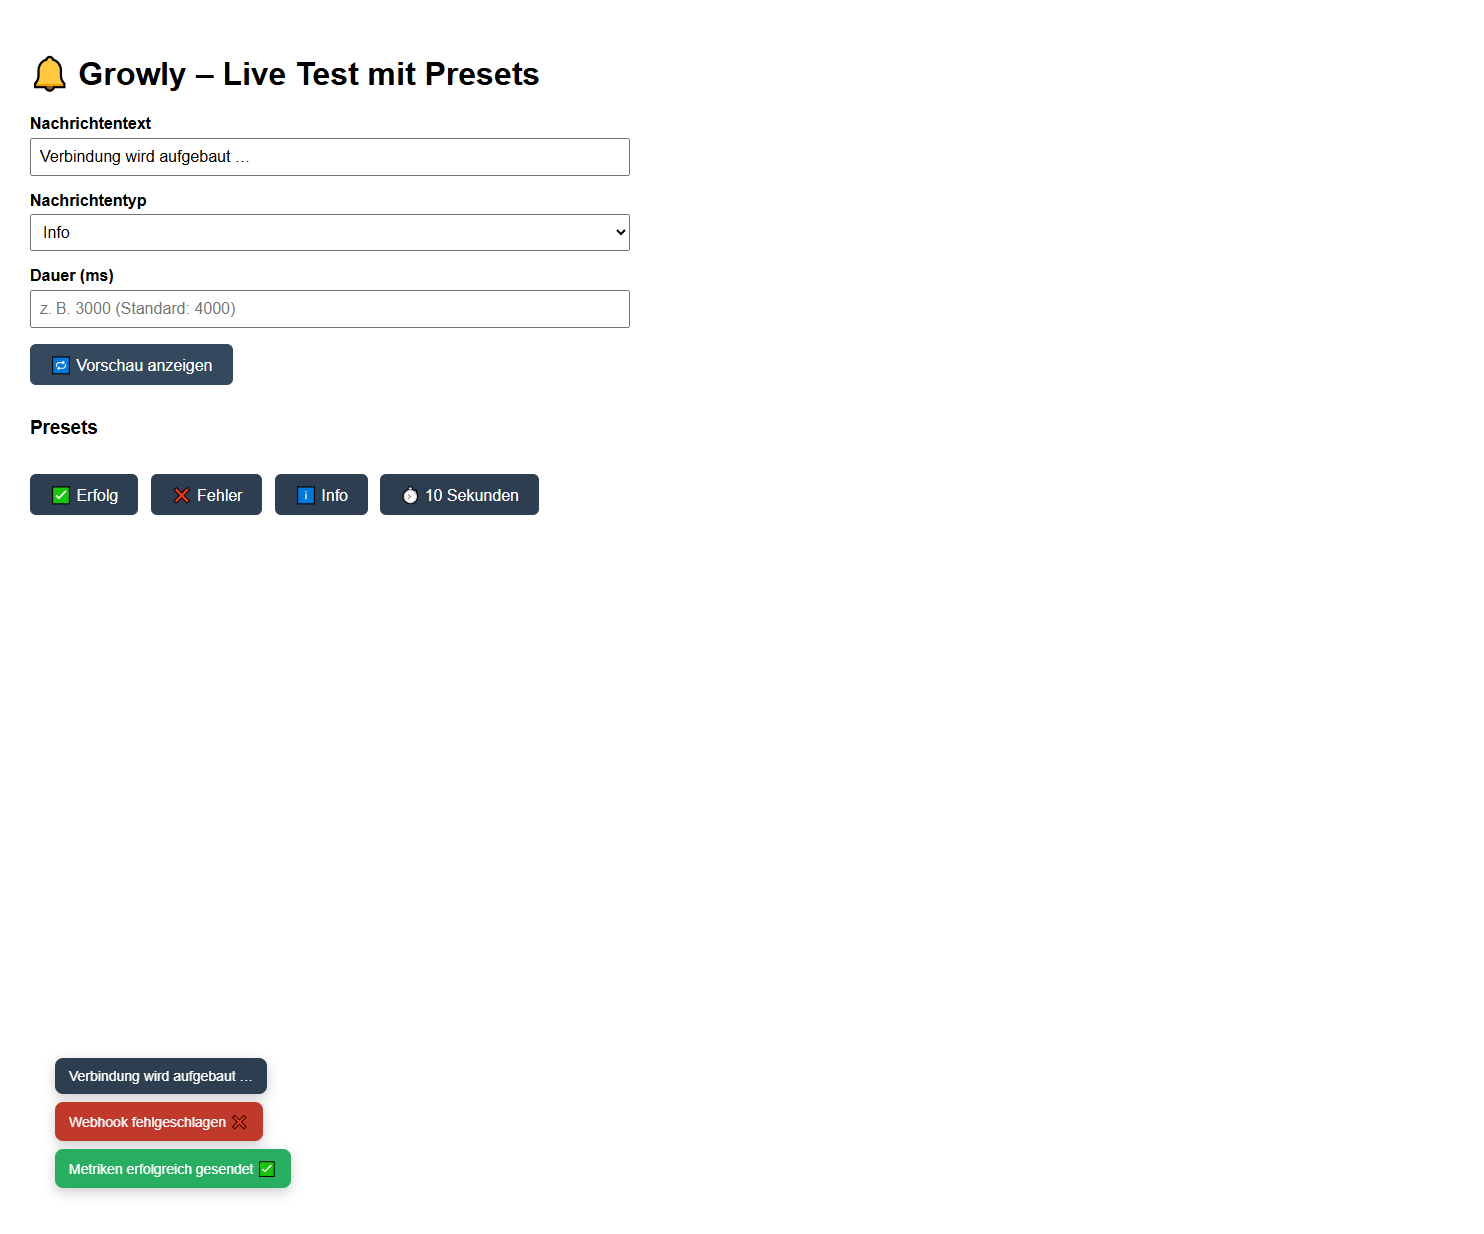 🔔 Growly – Live Test mit Presets
Nachrichtentext
Verbindung wird aufgebaut …
Nachrichtentyp
Info
Dauer (ms)
z. B. 3000 (Standard: 4000)
🔁 Vorschau anzeigen
Presets
✅ Erfolg ❌ Fehler ℹ️ Info ⏱️ 10 Sekunden
Verbindung wird aufgebaut …
Webhook fehlgeschlagen ❌
Metriken erfolgreich gesendet ✅